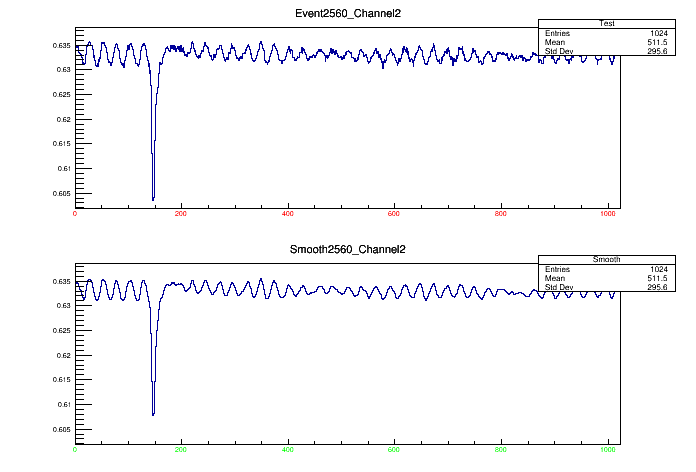 Event2560_Channel2
Test
Entries 1024
Mean 511.5
Std Dev 295.6
0.635
0.63
0.625
0.62
0.615
0.61
0.605
0 200 400 600 800 1000
Smooth2560_Channel2
Smooth
Entries 1024
Mean 511.5
Std Dev 295.6
0.635
0.63
0.625
0.62
0.615
0.61
0.605
0 200 400 600 800 1000